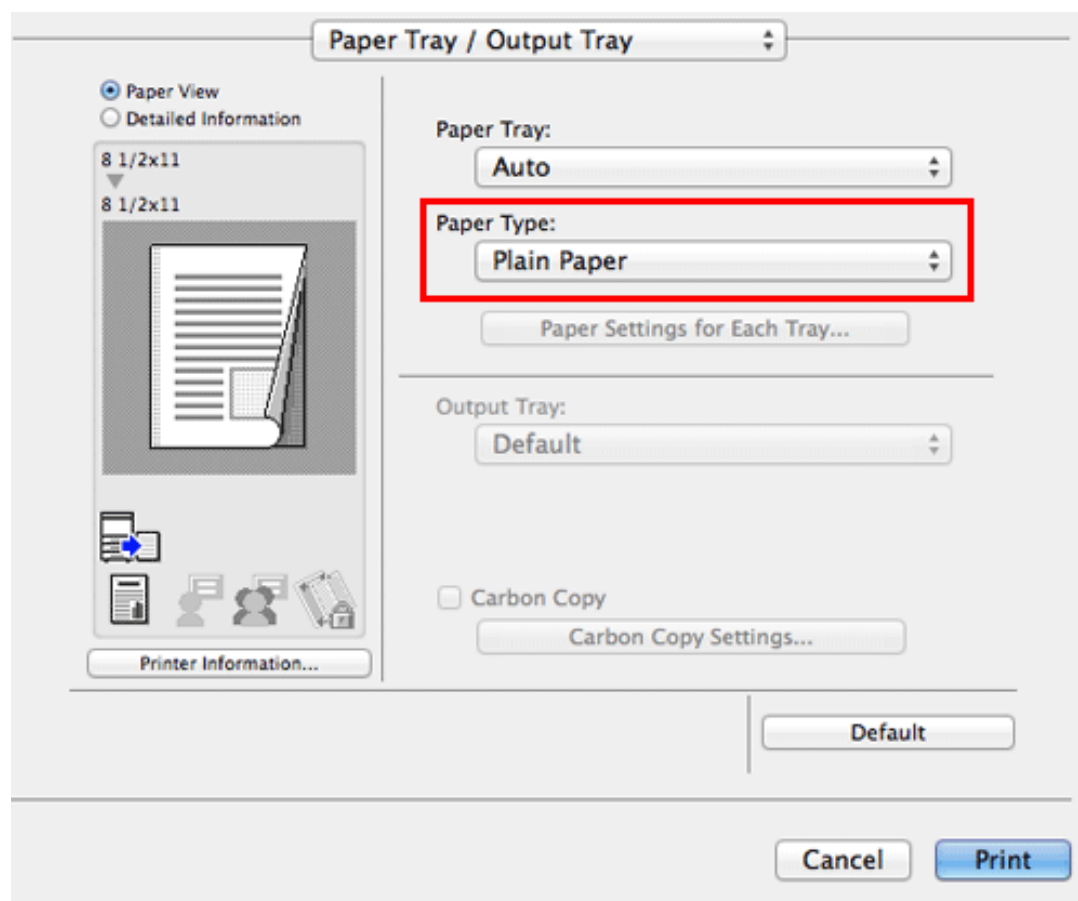 Paper Tray / Output Tray
Paper View
Detailed Information
8 1/2x11
8 1/2x11
Printer Information...
Paper Tray:
Auto
Paper Type:
Plain Paper
Paper Settings for Each Tray...
Output Tray:
Default
Carbon Copy
Carbon Copy Settings...
Default
Cancel
Print